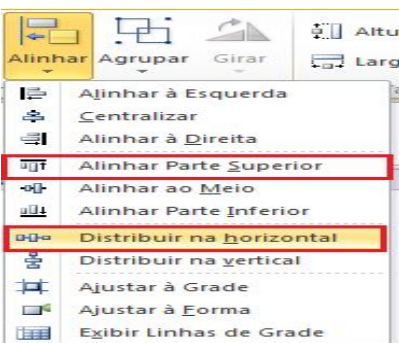 Alinhar Agrupar Girar Altu
Larg
Alinhar à Esquerda
Centralizar
Alinhar à Direita
Alinhar Parte Superior
Alinhar ao Meio
Alinhar Parte Inferior
Distribuir na horizontal
Distribuir na vertical
Ajustar à Grade
Ajustar à Forma
Exibir Linhas de Grade